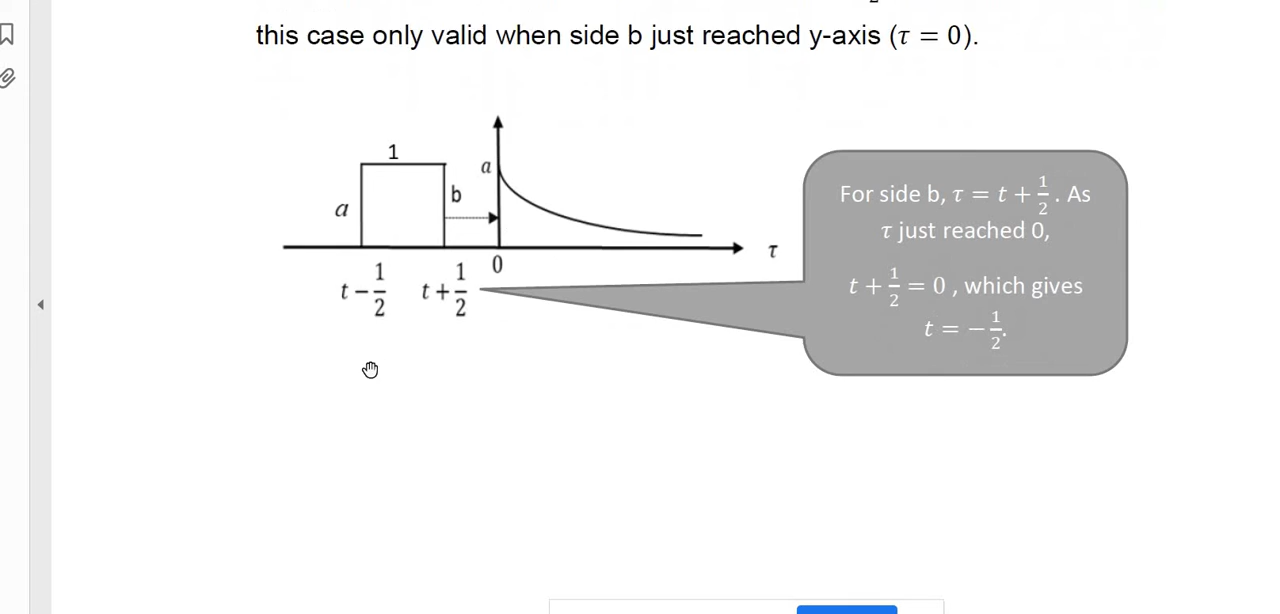 this case only valid when side b just reached y-axis (τ = 0).
1
a
b
a
τ
0
t − 1/2
t + 1/2
For side b, τ = t + 1/2 . As
τ just reached 0,
t + 1/2 = 0 , which gives
t = − 1/2.